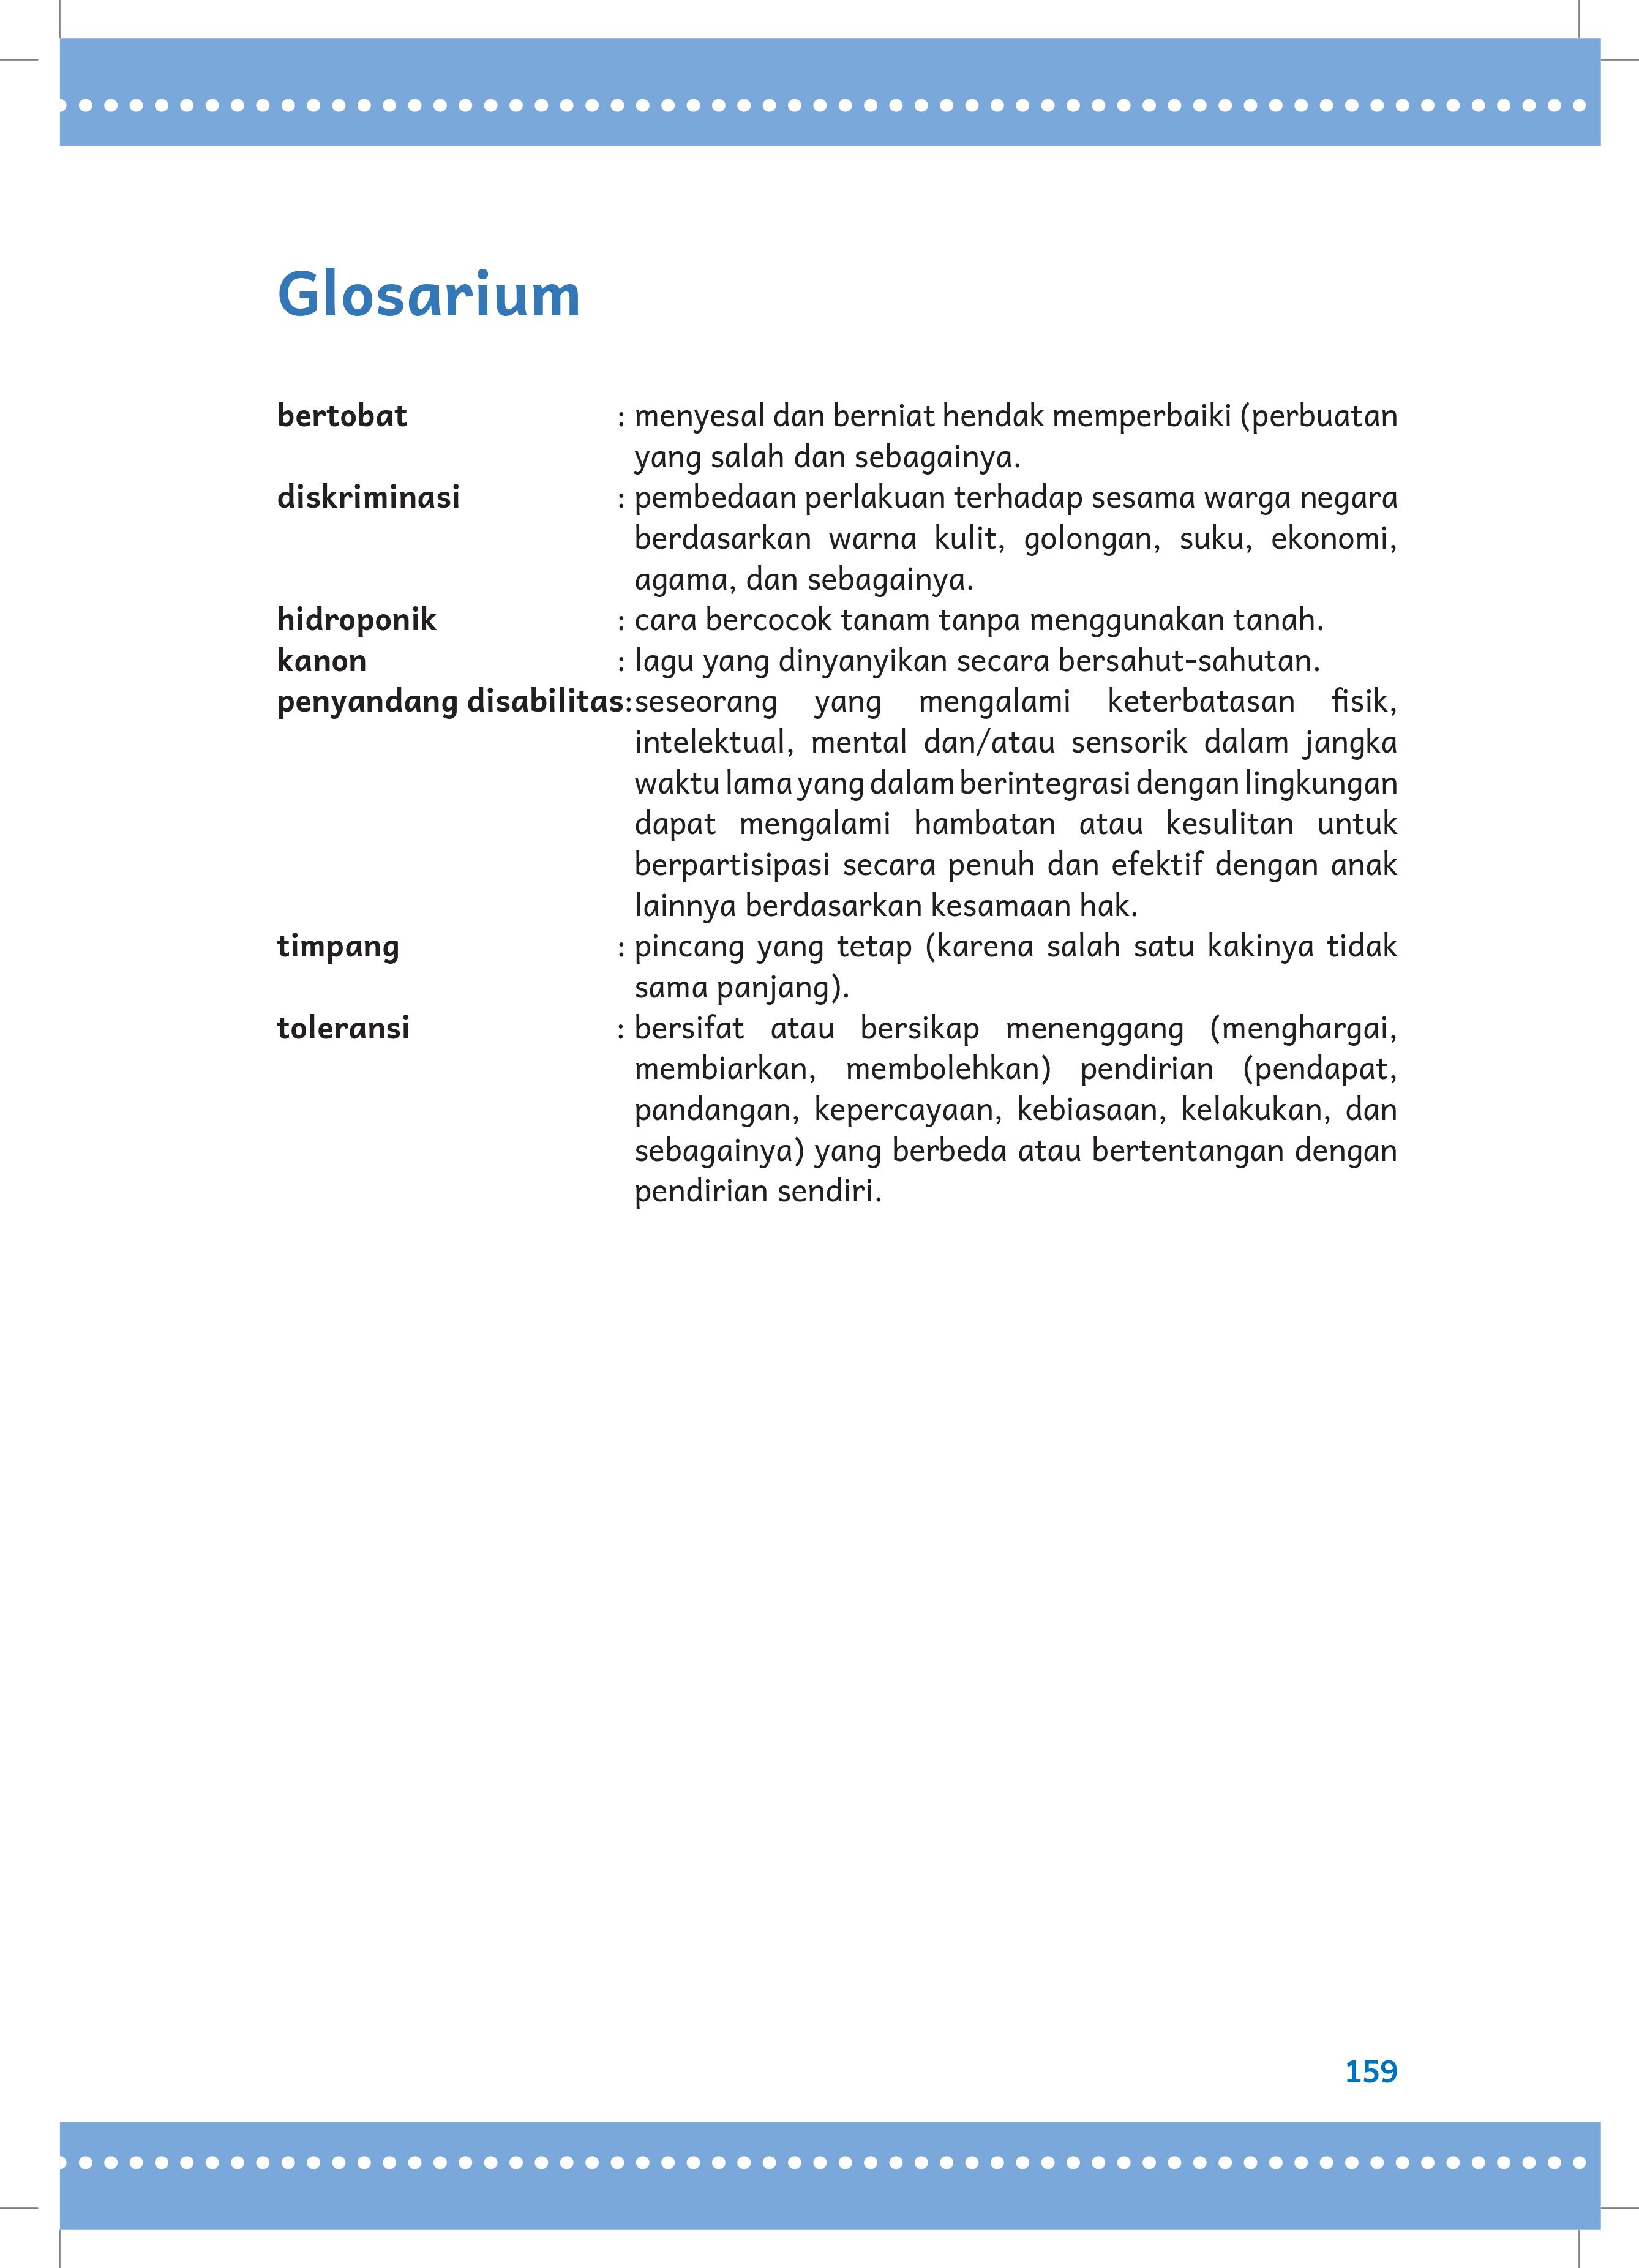 Glosarium
bertobat : menyesal dan berniat hendak memperbaiki (perbuatan
yang salah dan sebagainya.
diskriminasi : pembedaan perlakuan terhadap sesama warga negara
berdasarkan warna kulit, golongan, suku, ekonomi,
agama, dan sebagainya.
hidroponik : cara bercocok tanam tanpa menggunakan tanah.
kanon : lagu yang dinyanyikan secara bersahut-sahutan.
penyandang disabilitas:seseorang yang mengalami keterbatasan fisik,
intelektual, mental dan/atau sensorik dalam jangka
waktu lama yang dalam berintegrasi dengan lingkungan
dapat mengalami hambatan atau kesulitan untuk
berpartisipasi secara penuh dan efektif dengan anak
lainnya berdasarkan kesamaan hak.
timpang : pincang yang tetap (karena salah satu kakinya tidak
sama panjang).
toleransi : bersifat atau bersikap menenggang (menghargai,
membiarkan, membolehkan) pendirian (pendapat,
pandangan, kepercayaan, kebiasaan, kelakukan, dan
sebagainya) yang berbeda atau bertentangan dengan
pendirian sendiri.
159